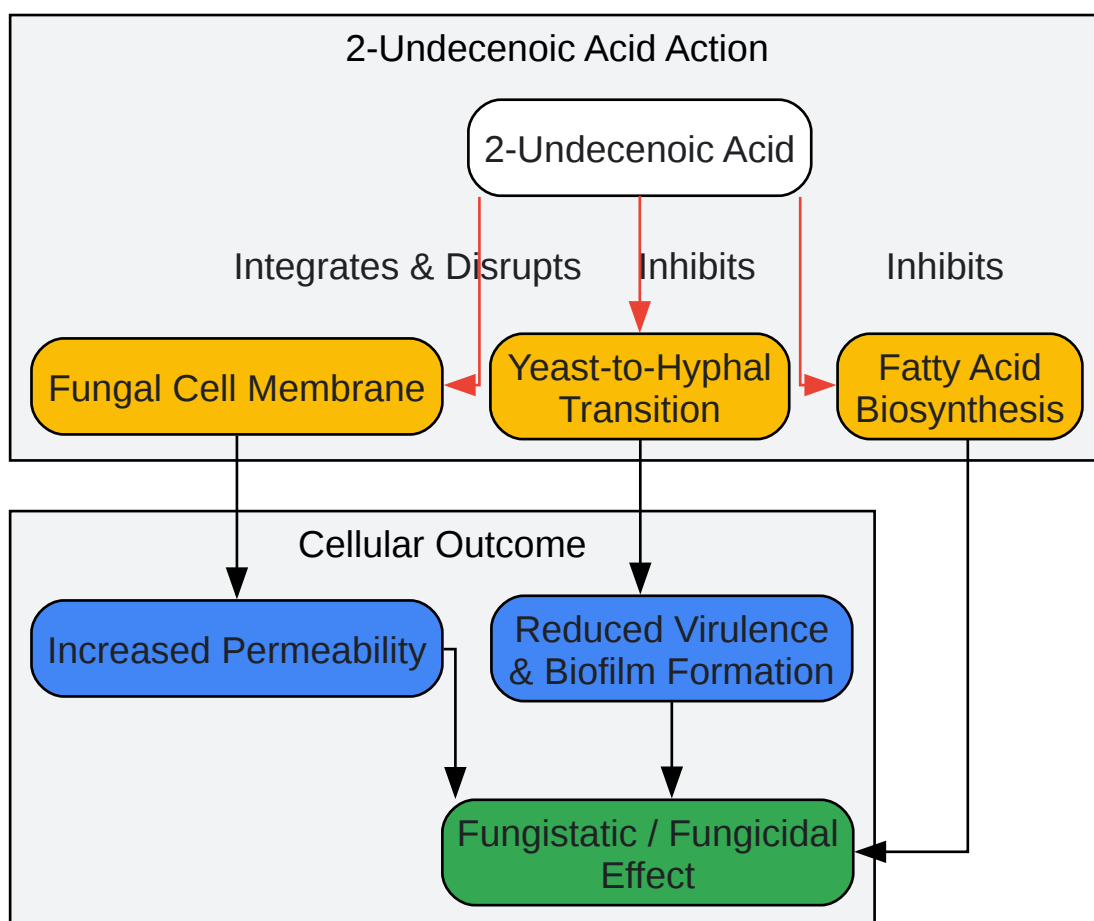 2-Undecenoic Acid Action
2-Undecenoic Acid
Integrates & Disrupts
Inhibits
Inhibits
Fungal Cell Membrane
Yeast-to-Hyphal
Transition
Fatty Acid
Biosynthesis
Cellular Outcome
Increased Permeability
Reduced Virulence
& Biofilm Formation
Fungistatic / Fungicidal
Effect